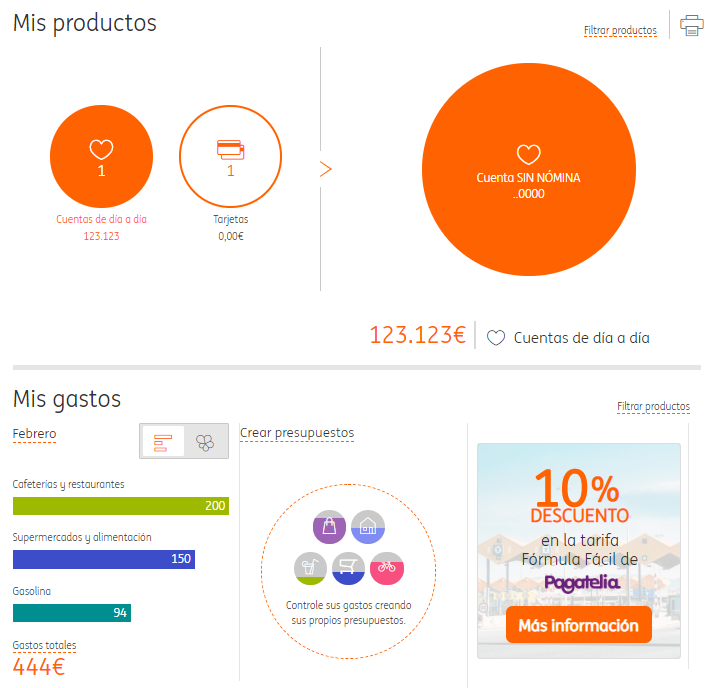 Mis productos
Filtrar productos
1
Cuentas de día a día
123.123
1
Tarjetas
0,00€
Cuenta SIN NÓMINA
..0000
123.123€
Cuentas de día a día
Mis gastos
Filtrar productos
Febrero
Cafeterías y restaurantes
200
Supermercados y alimentación
150
Gasolina
94
Gastos totales
444€
Crear presupuestos
Controle sus gastos creando
sus propios presupuestos.
10%
DESCUENTO
en la tarifa
Fórmula Fácil de
Pagatelia
Más información